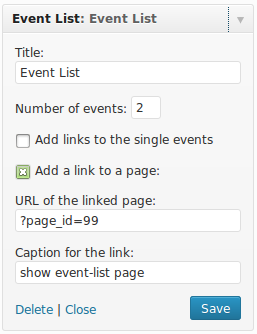 Event List: Event List
Title:
Event List
Number of events: 2
Add links to the single events
Add a link to a page:
URL of the linked page:
?page_id=99
Caption for the link:
show event-list page
Delete | Close Save